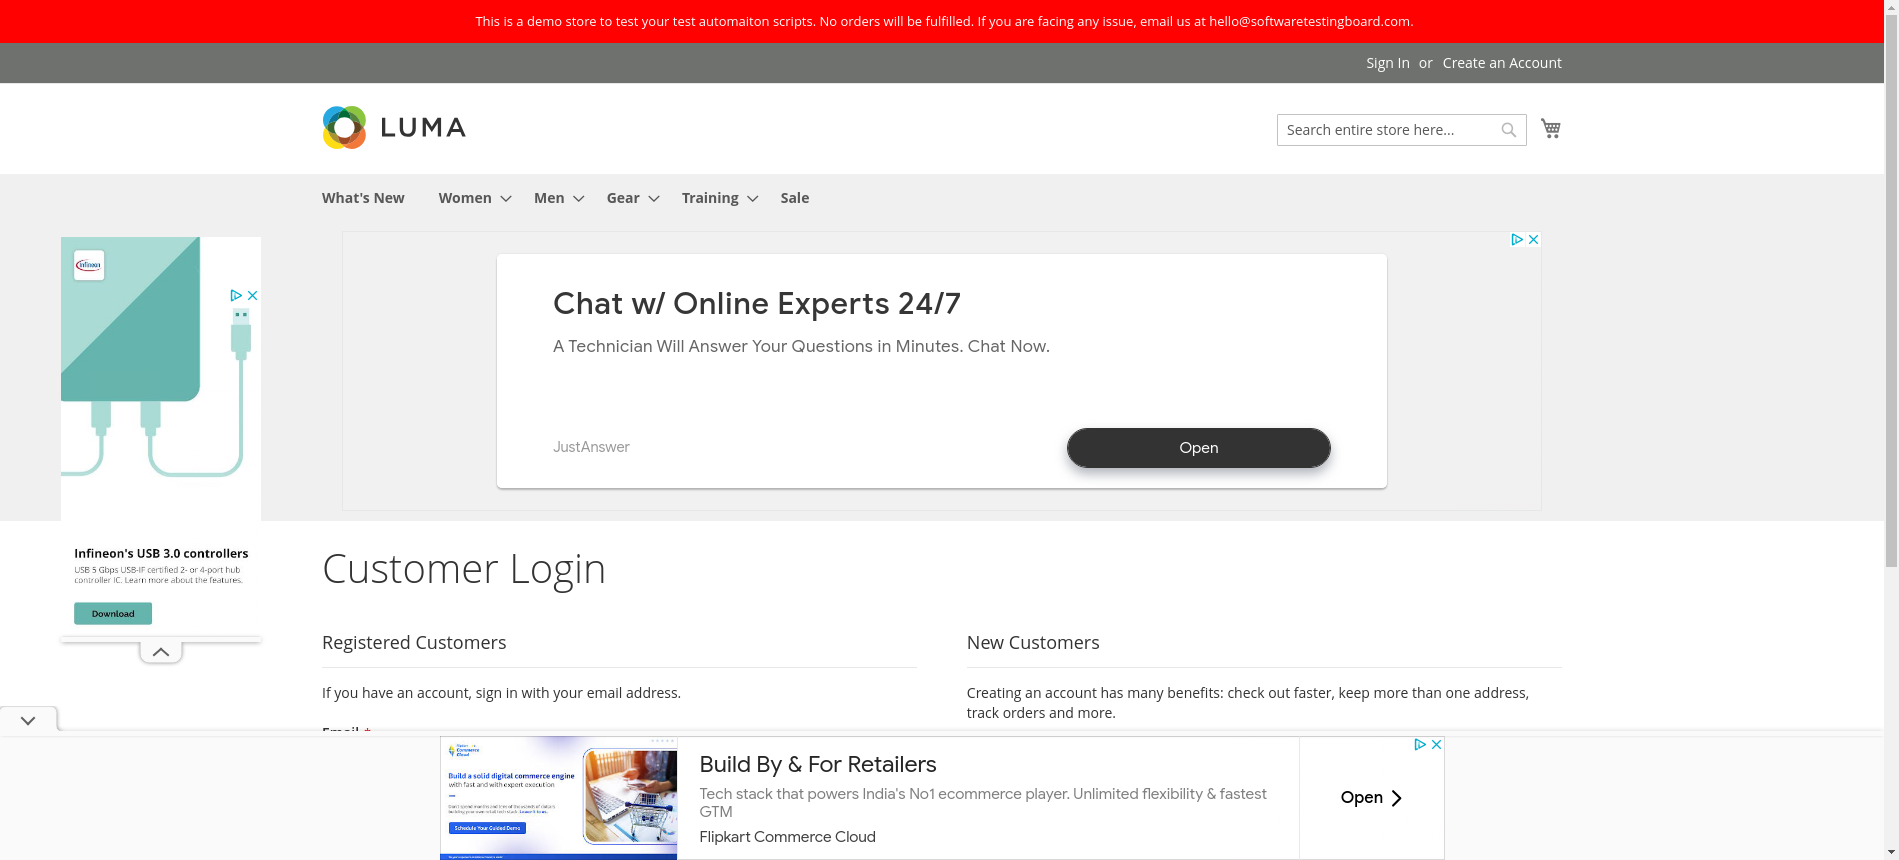 This is a demo store to test your test automaiton scripts. No orders will be fulfilled. If you are facing any issue, email us at hello@softwaretestingboard.com.
Sign In or Create an Account
LUMA
Search entire store here...
What's New Women Men Gear Training Sale
infineon
Chat w/ Online Experts 24/7
A Technician Will Answer Your Questions in Minutes. Chat Now.
JustAnswer
Open
Infineon's USB 3.0 controllers
USB 5 Gbps USB-IF certified 2- or 4-port hub
controller IC. Learn more about the features.
Download
Customer Login
Registered Customers
If you have an account, sign in with your email address.
Email *
New Customers
Creating an account has many benefits: check out faster, keep more than one address,
track orders and more.
Commerce
Cloud
Build a solid digital commerce engine
with fast and with expert execution
Schedule Your Guided Demo
Build By & For Retailers
Tech stack that powers India's No1 ecommerce player. Unlimited flexibility & fastest
GTM
Flipkart Commerce Cloud
Open